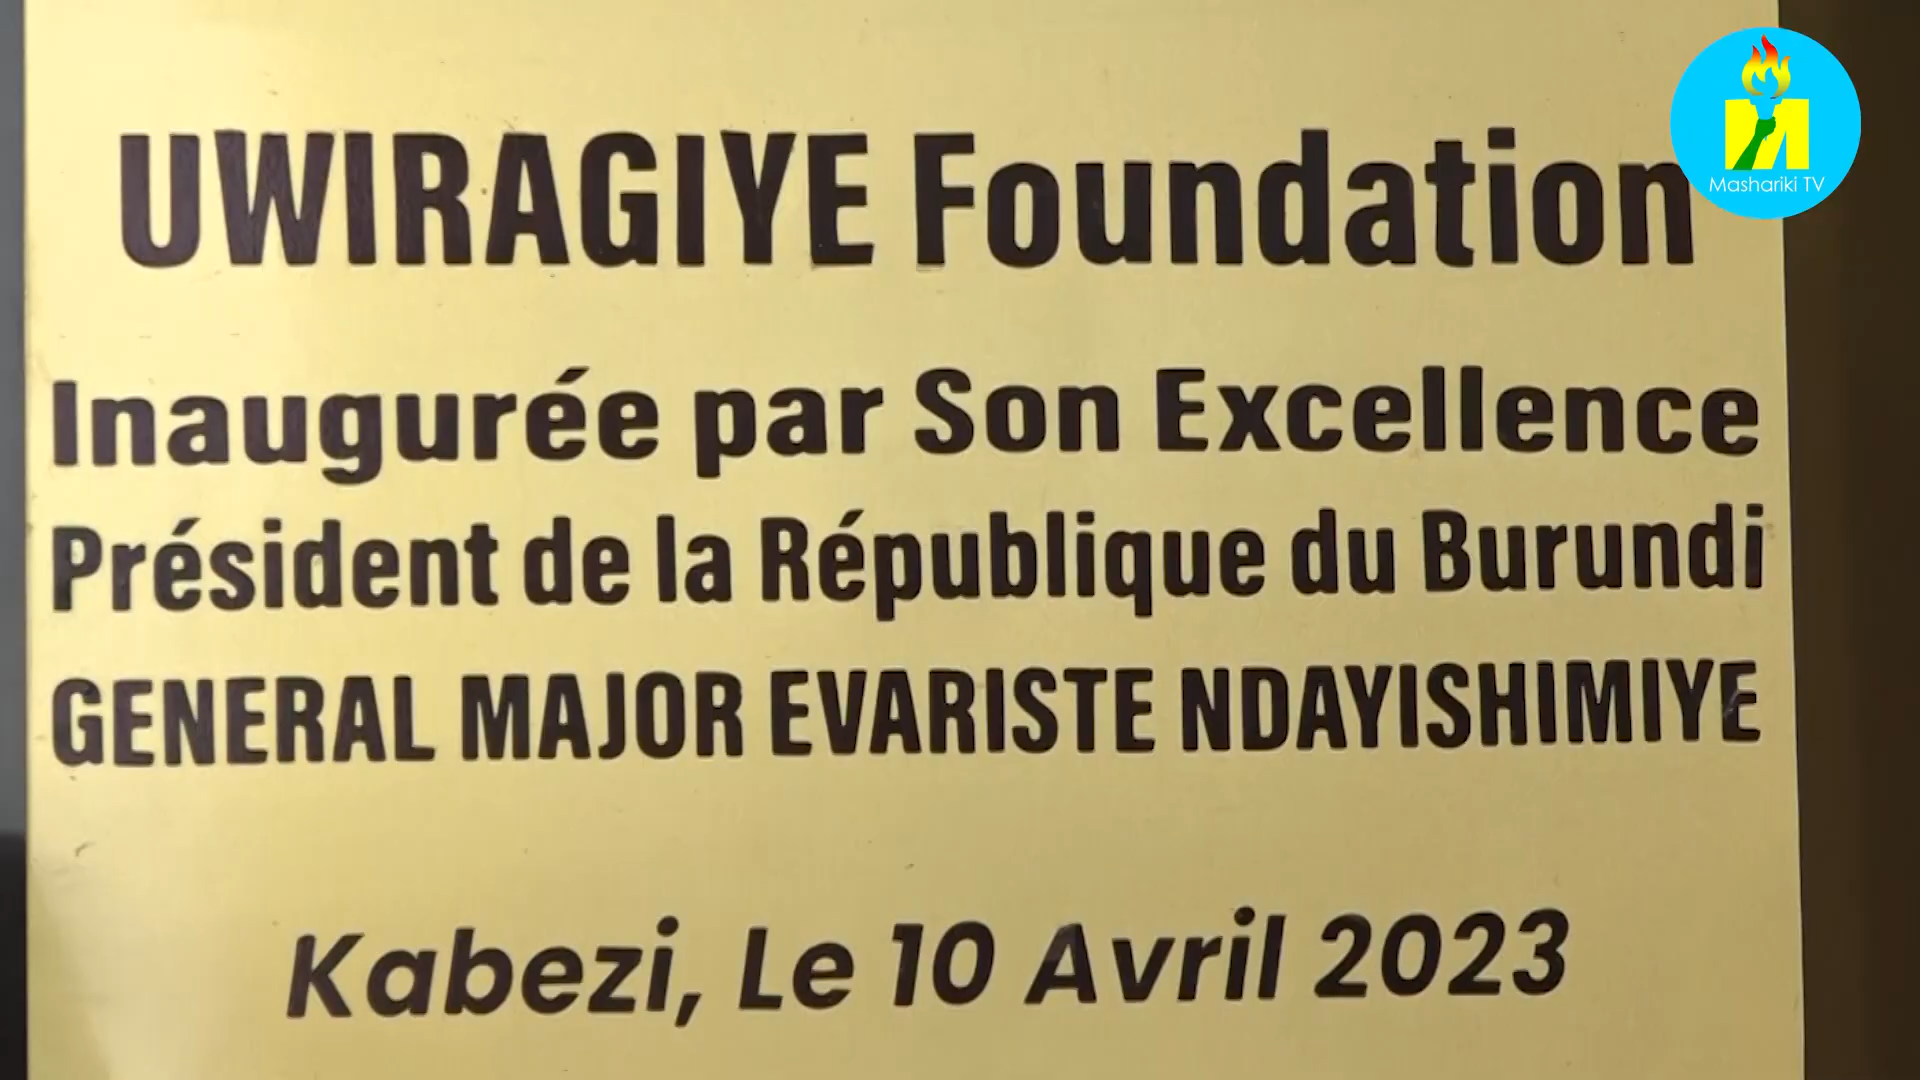 UWIRAGIYE Foundation
Inaugurée par Son Excellence
Président de la République du Burundi
GENERAL MAJOR EVARISTE NDAYISHIMIYE
Kabezi, Le 10 Avril 2023
Mashariki TV